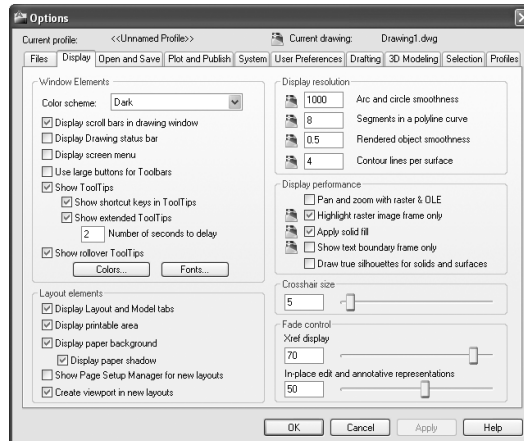 Options
Current profile: <<Unnamed Profile>> Current drawing: Drawing1.dwg
Files Display Open and Save Plot and Publish System User Preferences Drafting 3D Modeling Selection Profiles
Window Elements
Color scheme: Dark
Display scroll bars in drawing window
Display Drawing status bar
Display screen menu
Use large buttons for Toolbars
Show ToolTips
Show shortcut keys in ToolTips
Show extended ToolTips
2 Number of seconds to delay
Show rollover ToolTips
Colors... Fonts...
Layout elements
Display Layout and Model tabs
Display printable area
Display paper background
Display paper shadow
Show Page Setup Manager for new layouts
Create viewport in new layouts
Display resolution
1000 Arc and circle smoothness
8 Segments in a polyline curve
0.5 Rendered object smoothness
4 Contour lines per surface
Display performance
Pan and zoom with raster & OLE
Highlight raster image frame only
Apply solid fill
Show text boundary frame only
Draw true silhouettes for solids and surfaces
Crosshair size
5
Fade control
Xref display
70
In-place edit and annotative representations
50
OK Cancel Apply Help